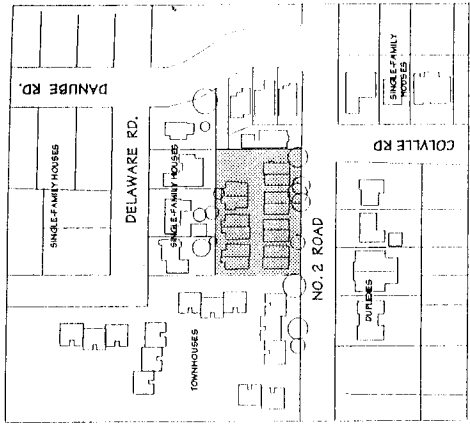 DANUBE RD.
SINGLE-FAMILY HOUSES
DELAWARE RD.
SINGLE-FAMILY HOUSES
TOWNHOUSES
NO. 2 ROAD
SINGLE-FAMILY
HOUSES
COLVILLE RD
DUPLEXES